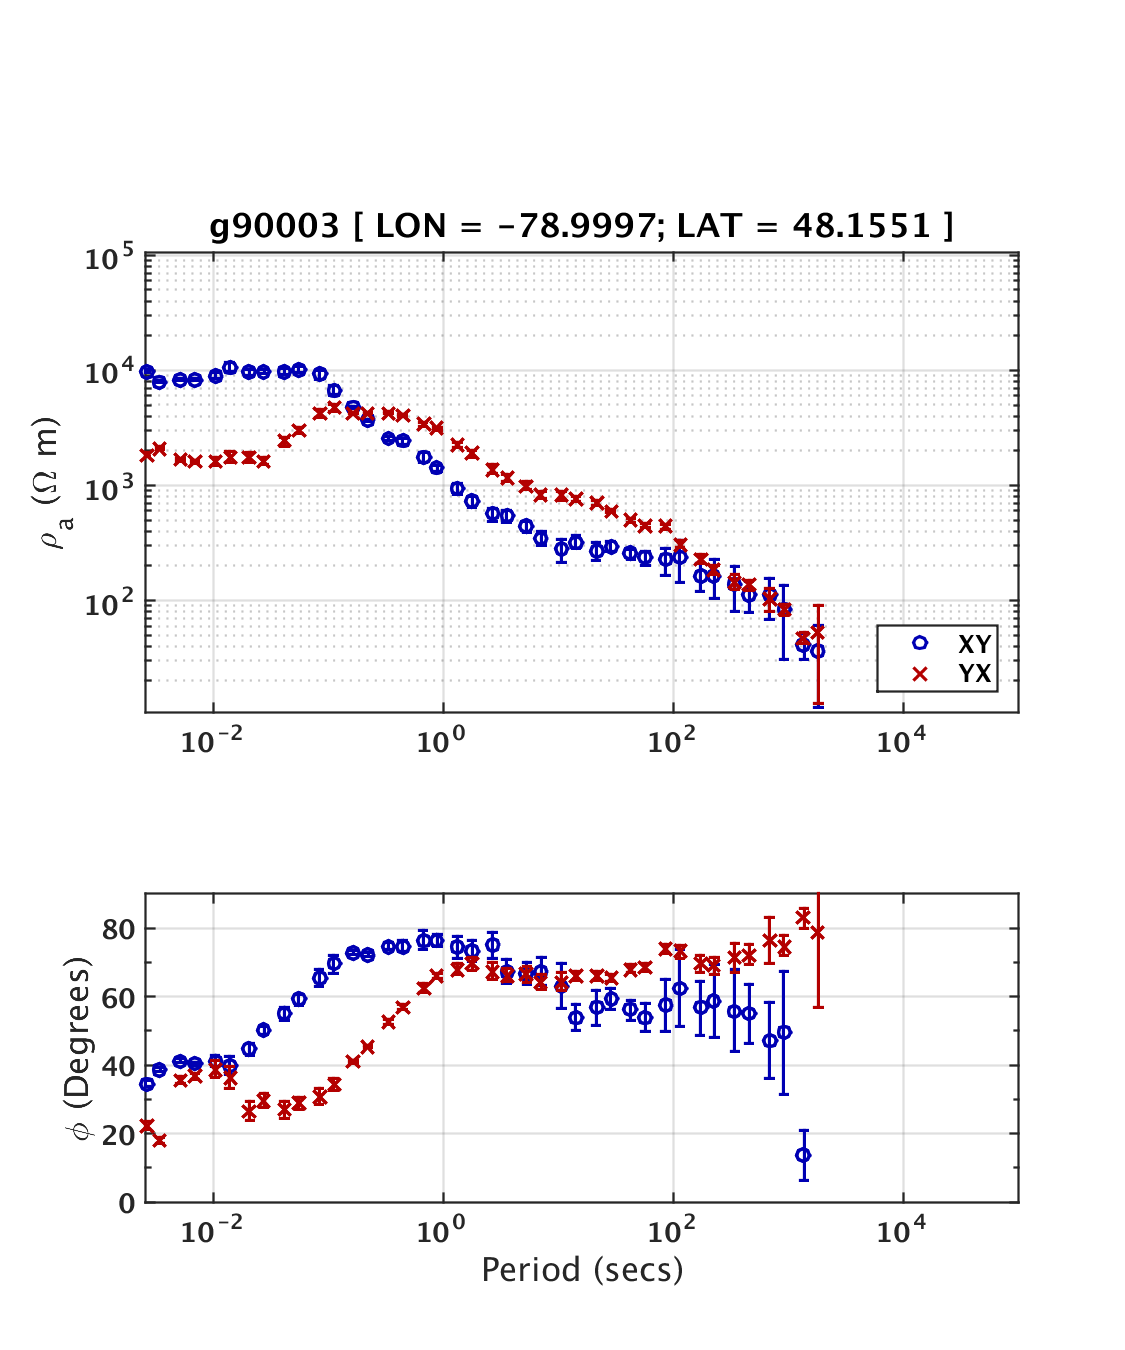 g90003 [ LON = -78.9997; LAT = 48.1551 ]
10^5
10^4
10^3
10^2
ρ_a (Ω m)
XY
YX
10^-2 10^0 10^2 10^4
80
60
40
20
0
ϕ (Degrees)
10^-2 10^0 10^2 10^4
Period (secs)